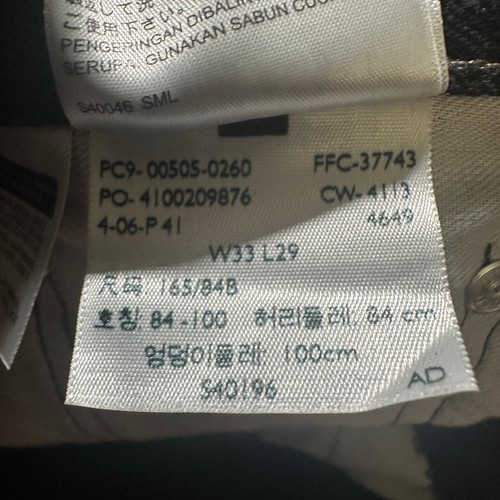 ご使用下さい。
PENGERINGAN DIBALIK
GUNAKAN SABUN
S40046 SML
PC9- 00505-0260 FFC-37743
PO- 4100209876 CW- 4113
4-06-P41 4649
W33 L29
尺码 165/84B
호칭 84 -100 허리둘레: 84 cm
엉덩이둘레: 100cm
S40196
AD